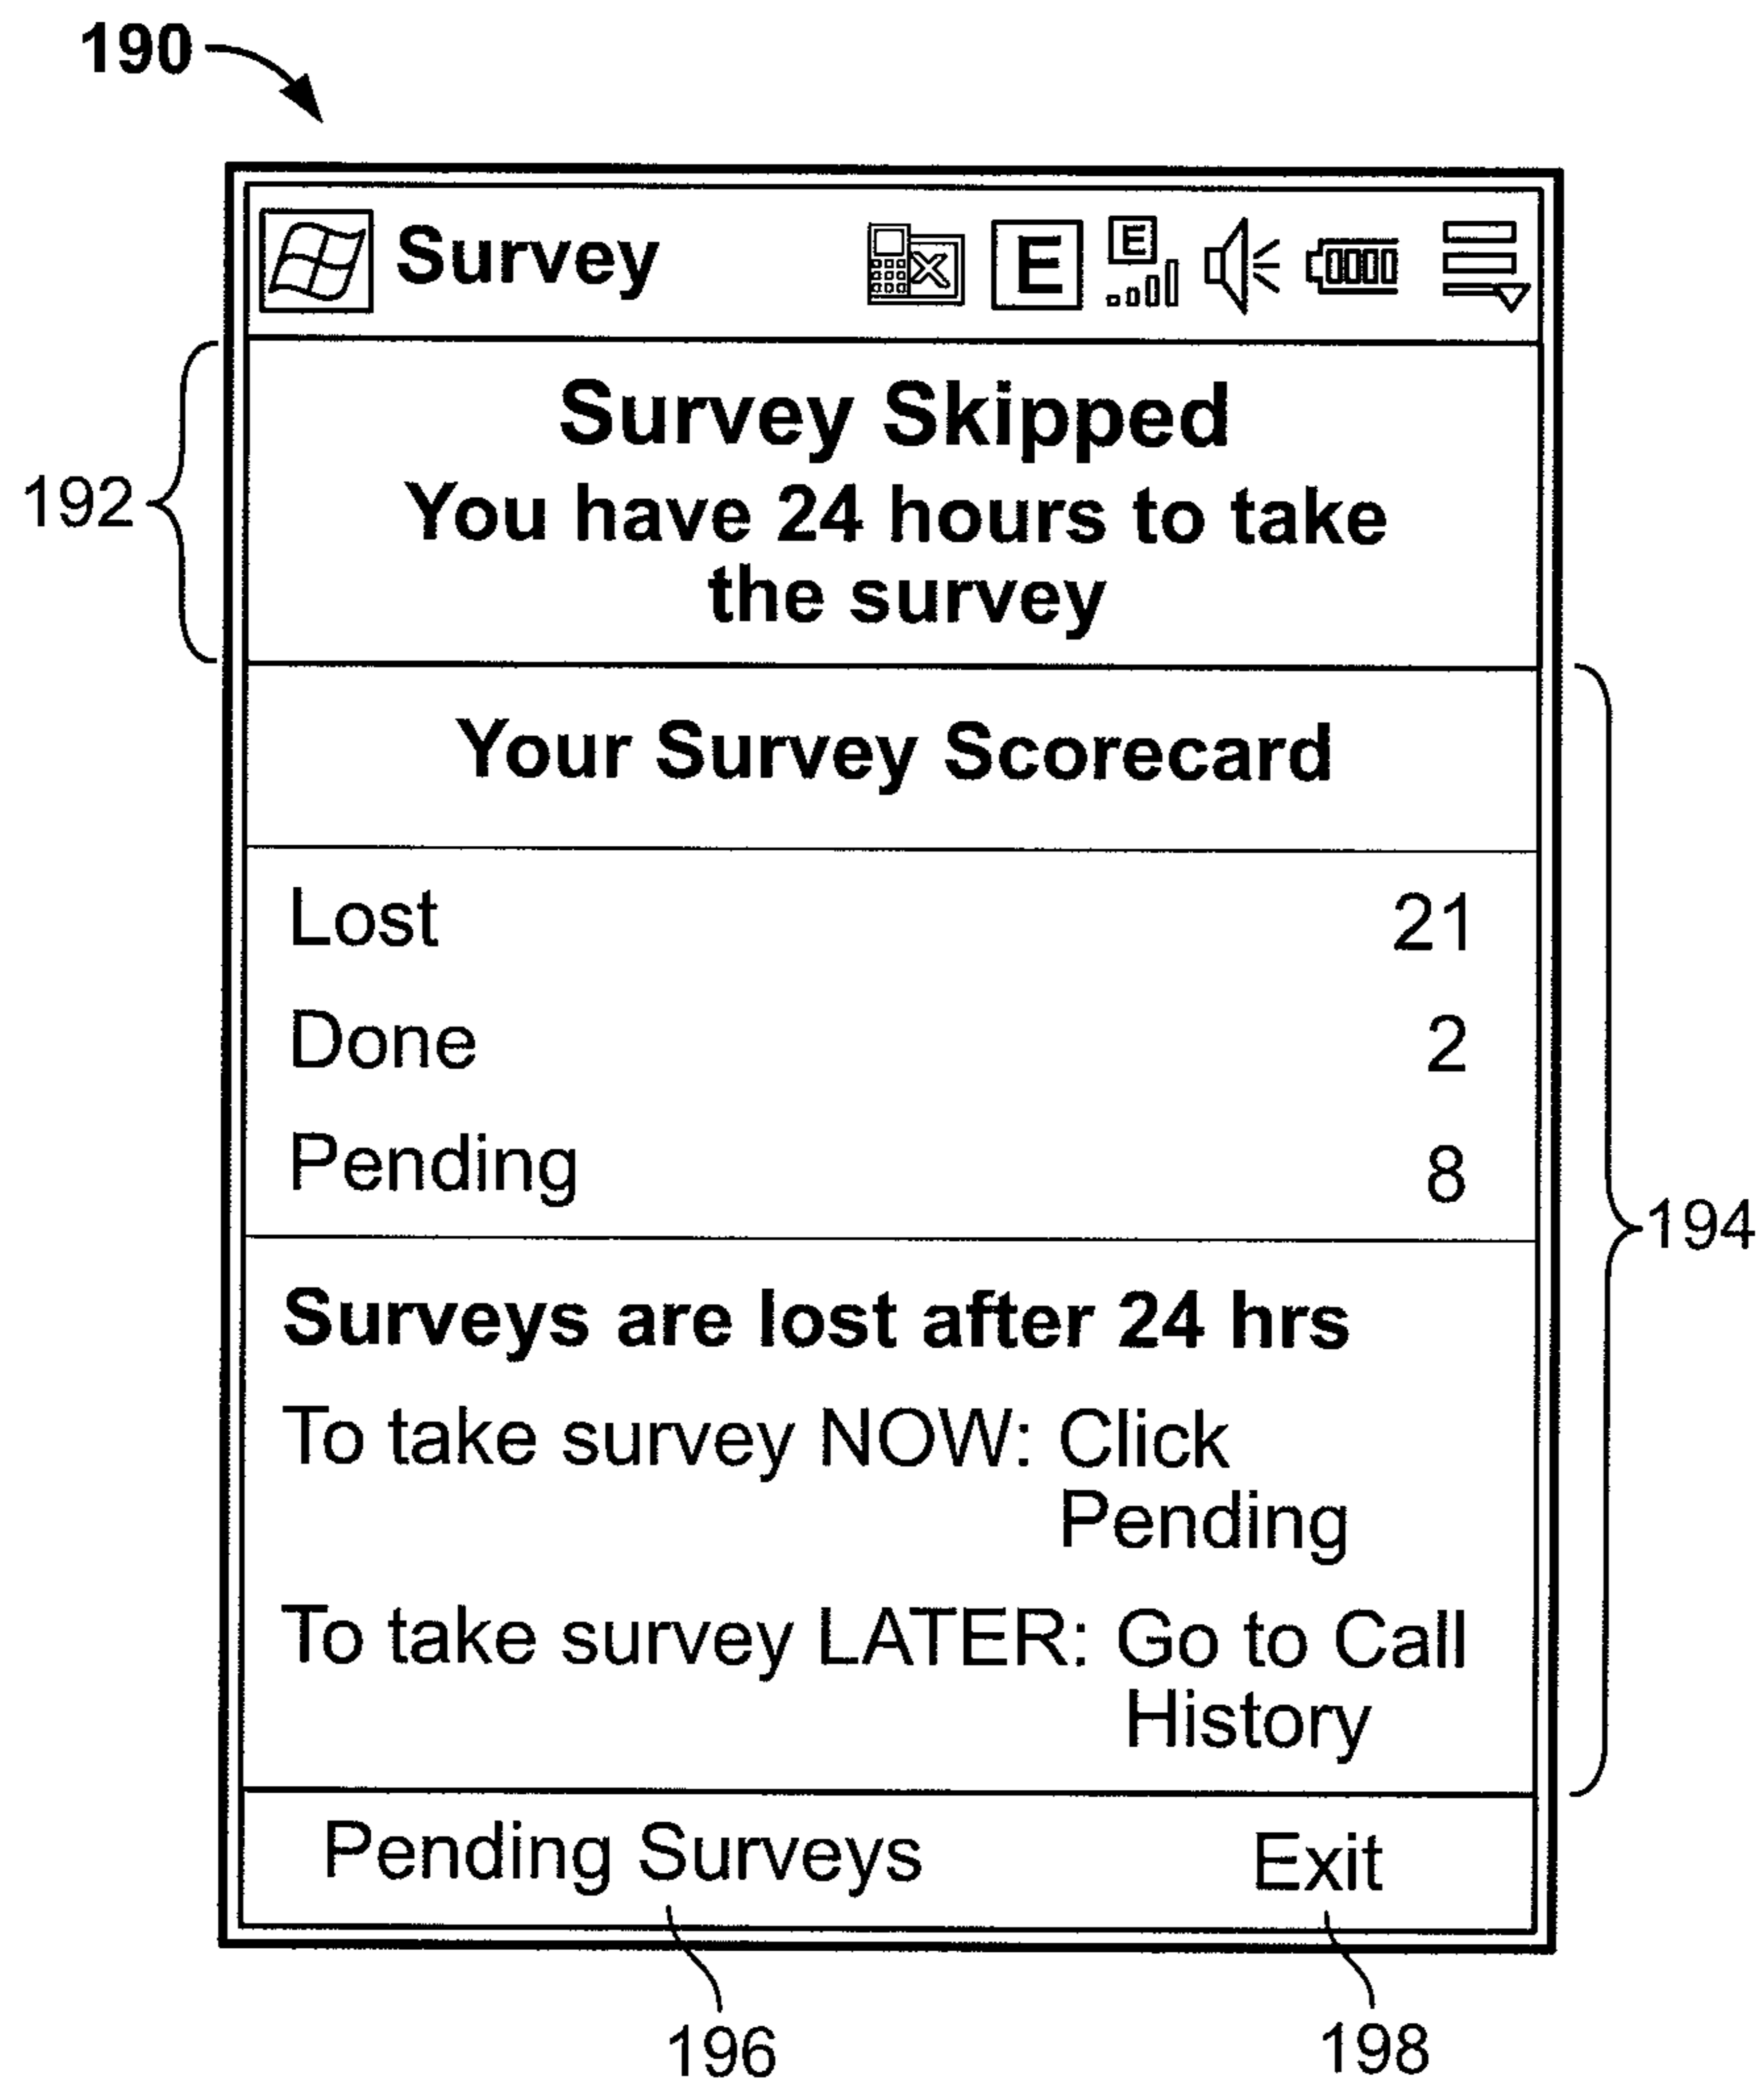 190
Survey
E
E
192
Survey Skipped
You have 24 hours to take
the survey
Your Survey Scorecard
Lost 21
Done 2
Pending 8
194
Surveys are lost after 24 hrs
To take survey NOW: Click
Pending
To take survey LATER: Go to Call
History
Pending Surveys Exit
196 198